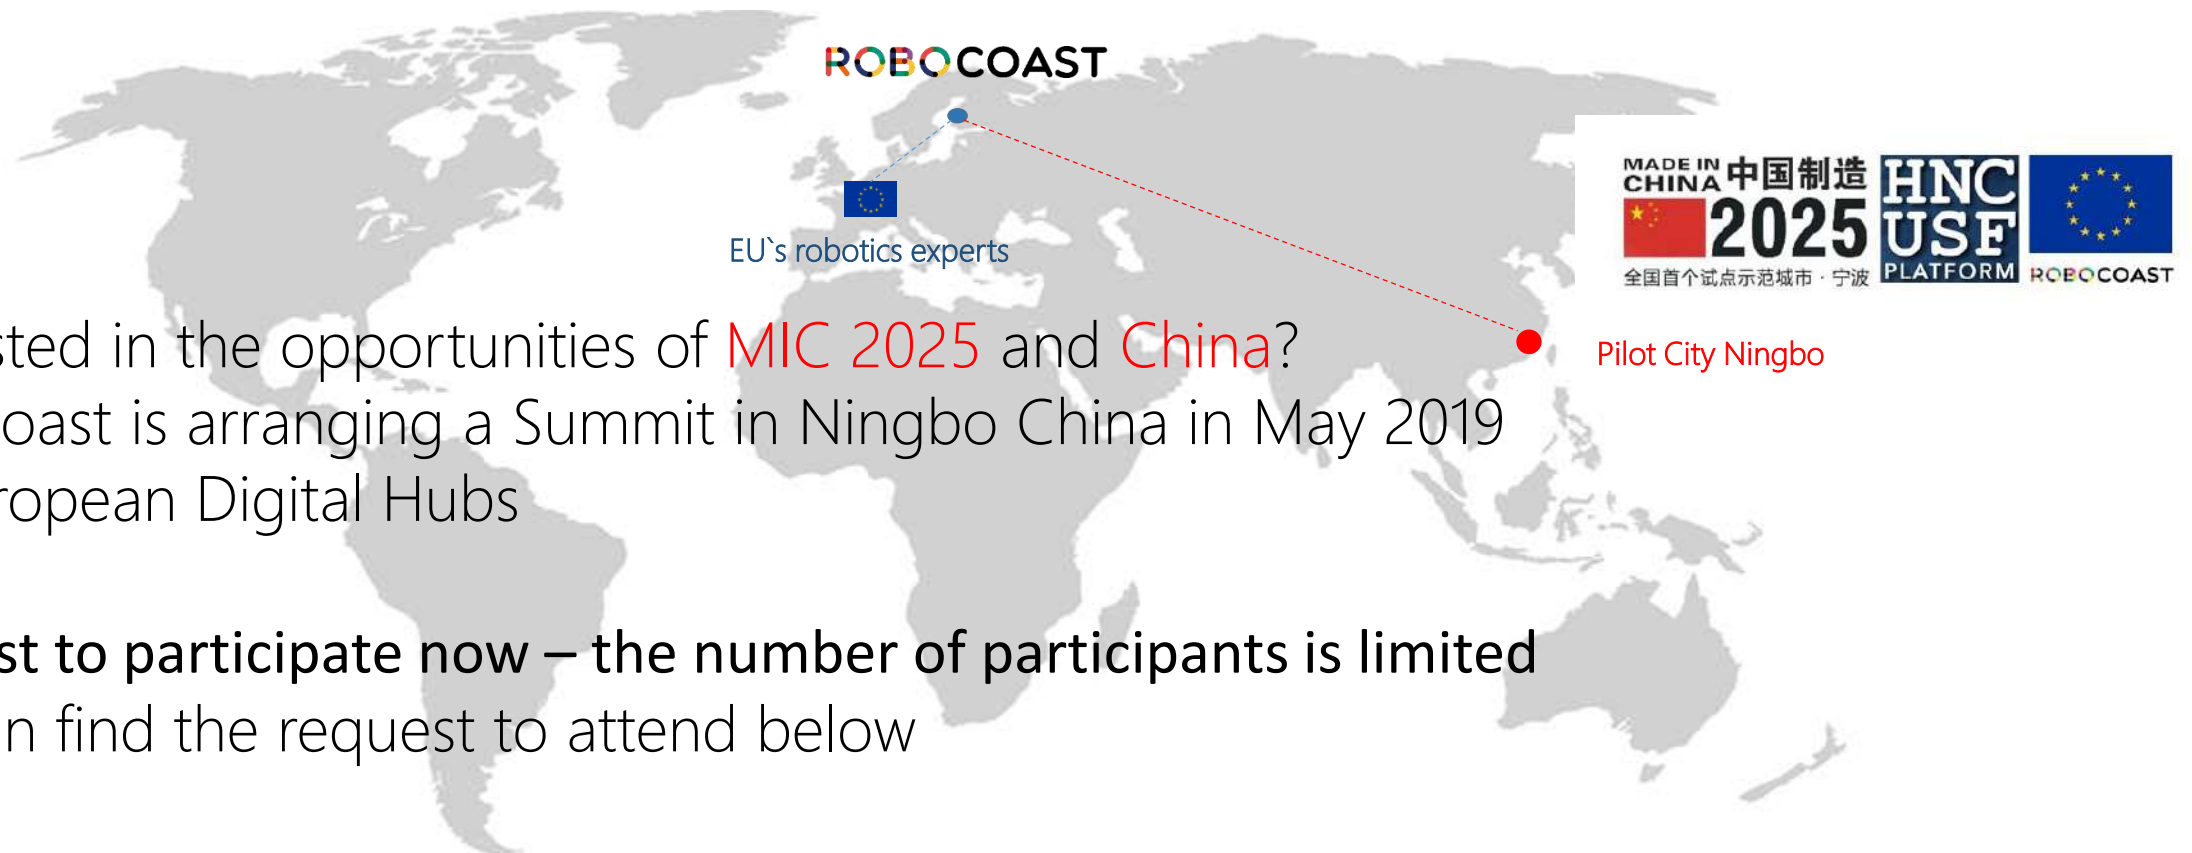 ROBOCOAST
EU`s robotics experts
MADE IN CHINA 中国制造
2025
全国首个试点示范城市 · 宁波
HNC
USF
PLATFORM
ROBOCOAST
Pilot City Ningbo
sted in the opportunities of MIC 2025 and China?
oast is arranging a Summit in Ningbo China in May 2019
ropean Digital Hubs
st to participate now – the number of participants is limited
n find the request to attend below